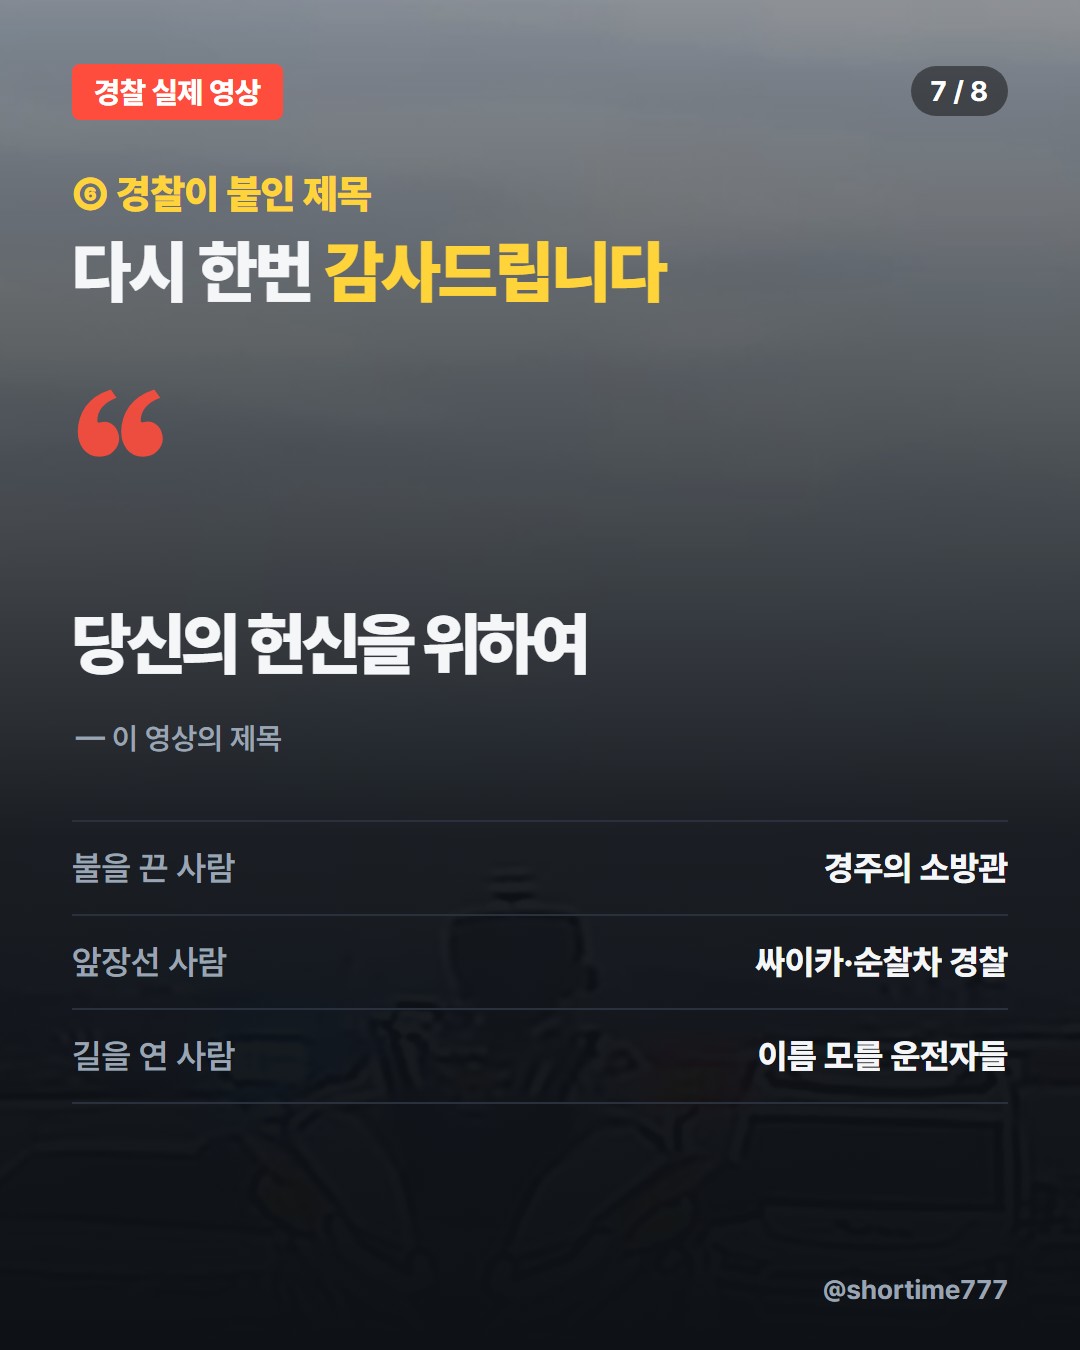 경찰 실제 영상
7 / 8
⑥ 경찰이 붙인 제목
다시 한번 감사드립니다
“
당신의 헌신을 위하여
— 이 영상의 제목
불을 끈 사람 경주의 소방관
앞장선 사람 싸이카·순찰차 경찰
길을 연 사람 이름 모를 운전자들
@shortime777